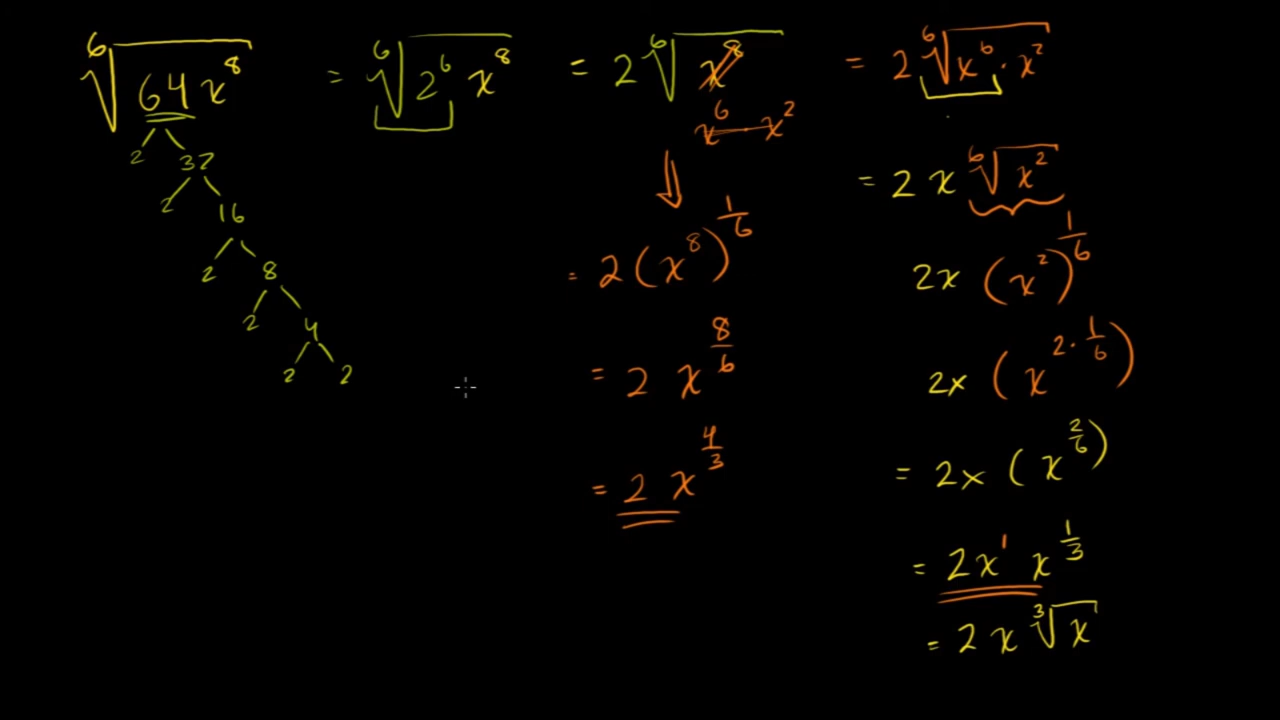 ⁶√(64x⁸) = ⁶√(2⁶ x⁸) = 2 ⁶√(x⁸) = 2 ⁶√(x⁶ · x²)
x⁶ · x²
2 32
2 16
2 8
2 4
2 2
= 2(x⁸)^(1/6)
= 2 x^(8/6)
= 2 x^(4/3)
= 2x ⁶√(x²)
2x (x²)^(1/6)
2x (x^(2·1/6))
= 2x (x^(2/6))
= 2x¹ x^(1/3)
= 2x ³√x